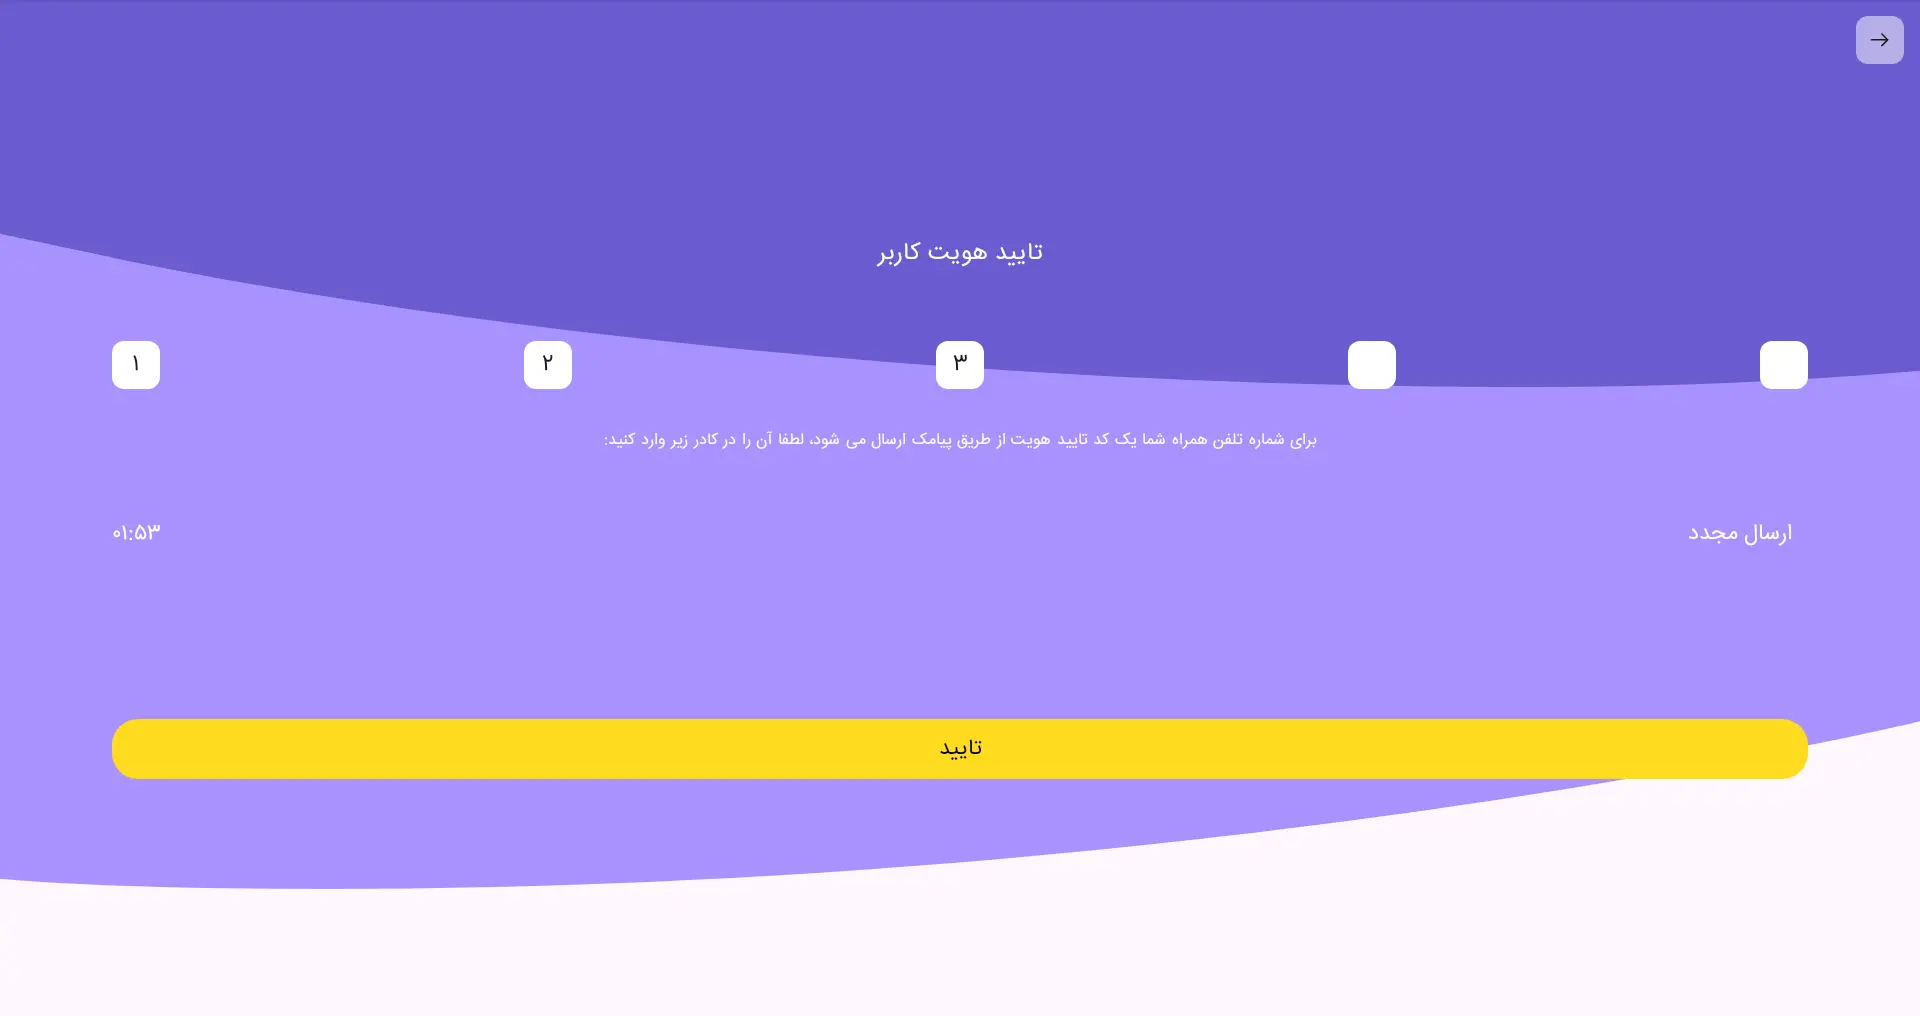 تایید هویت کاربر
۱ ۲ ۳
برای شماره تلفن همراه شما یک کد تایید هویت از طریق پیامک ارسال می شود، لطفا آن را در کادر زیر وارد کنید:
ارسال مجدد
۰۱:۵۳
تایید